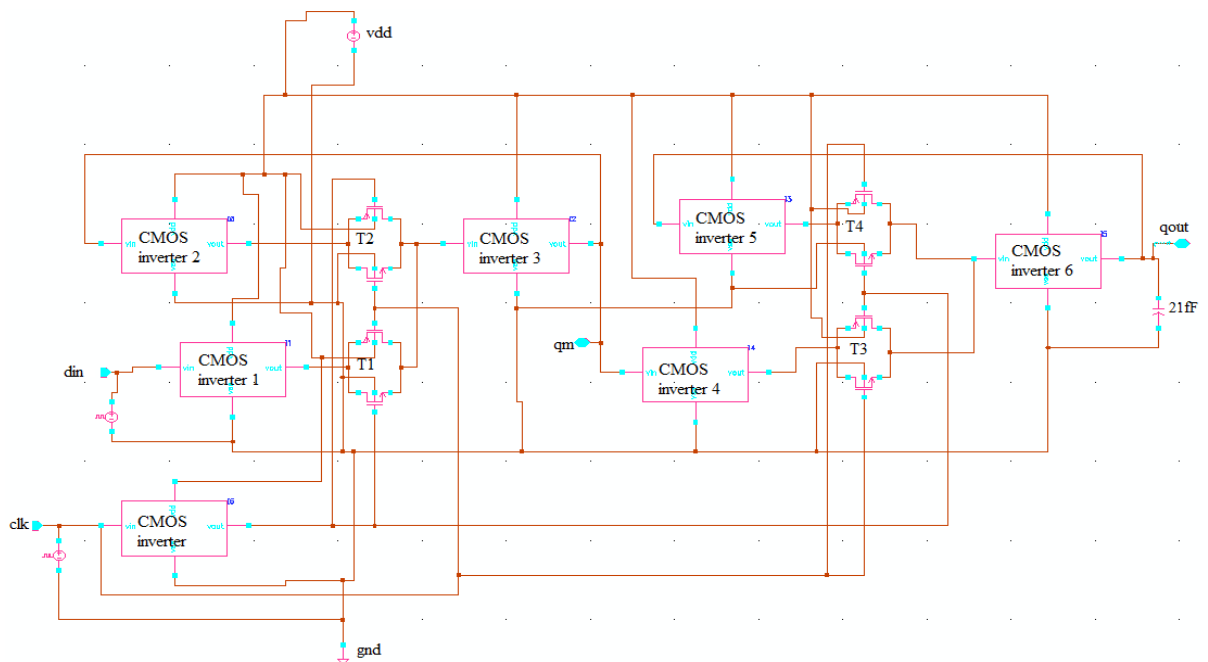 vdd
CMOS
inverter 2
vin
vout
T2
CMOS
inverter 3
vin
vout
CMOS
inverter 5
vin
vout
T4
CMOS
inverter 6
vin
vout
qout
21fF
din
CMOS
inverter 1
vin
vout
T1
qm
CMOS
inverter 4
vin
vout
T3
clk
CMOS
inverter
vin
vout
gnd